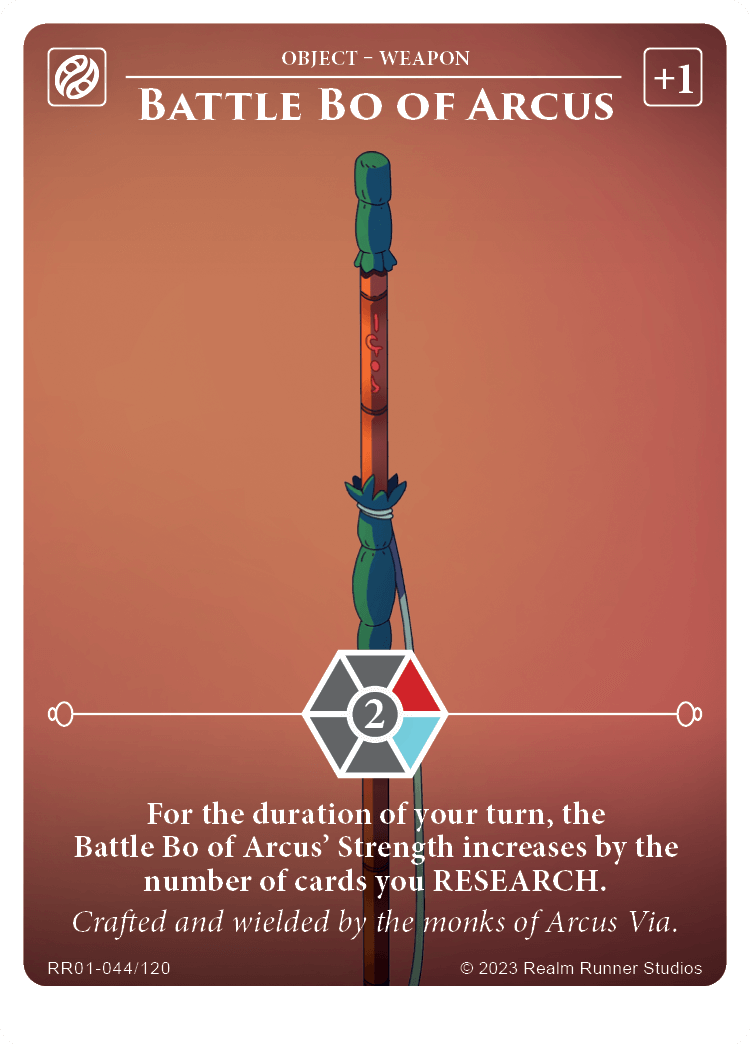 OBJECT – WEAPON
BATTLE BO OF ARCUS
+1
2
For the duration of your turn, the
Battle Bo of Arcus’ Strength increases by the
number of cards you RESEARCH.
Crafted and wielded by the monks of Arcus Via.
RR01-044/120
© 2023 Realm Runner Studios